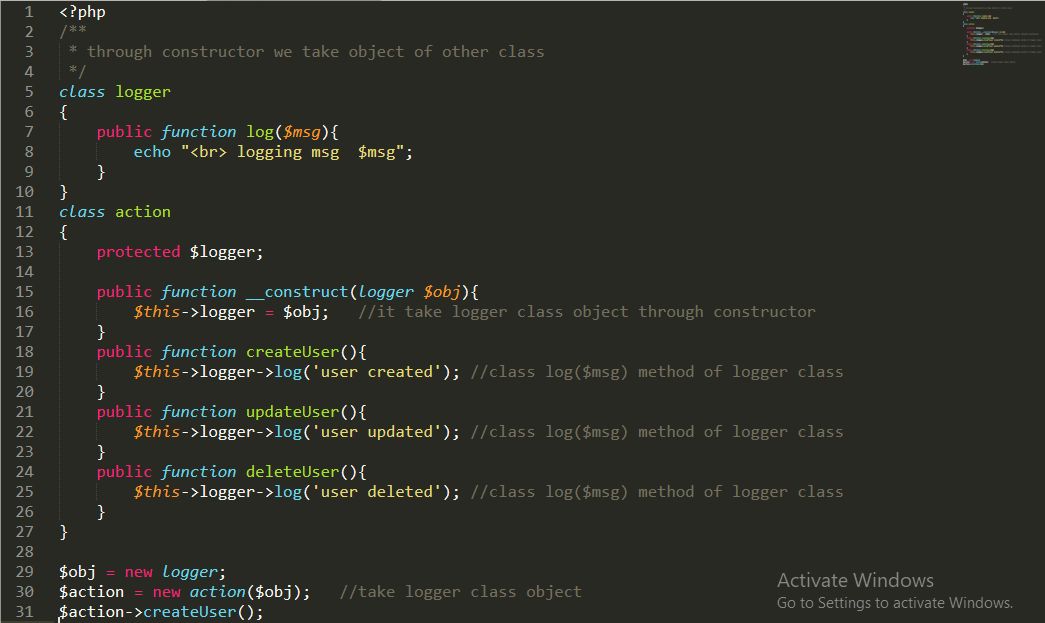 1 <?php
2 /**
3  * through constructor we take object of other class
4  */
5 class logger
6 {
7     public function log($msg){
8         echo "<br> logging msg  $msg";
9     }
10 }
11 class action
12 {
13     protected $logger;
14
15     public function __construct(logger $obj){
16         $this->logger = $obj;   //it take logger class object through constructor
17     }
18     public function createUser(){
19         $this->logger->log('user created'); //class log($msg) method of logger class
20     }
21     public function updateUser(){
22         $this->logger->log('user updated'); //class log($msg) method of logger class
23     }
24     public function deleteUser(){
25         $this->logger->log('user deleted'); //class log($msg) method of logger class
26     }
27 }
28
29 $obj = new logger;
30 $action = new action($obj);   //take logger class object
31 $action->createUser();
Activate Windows
Go to Settings to activate Windows.